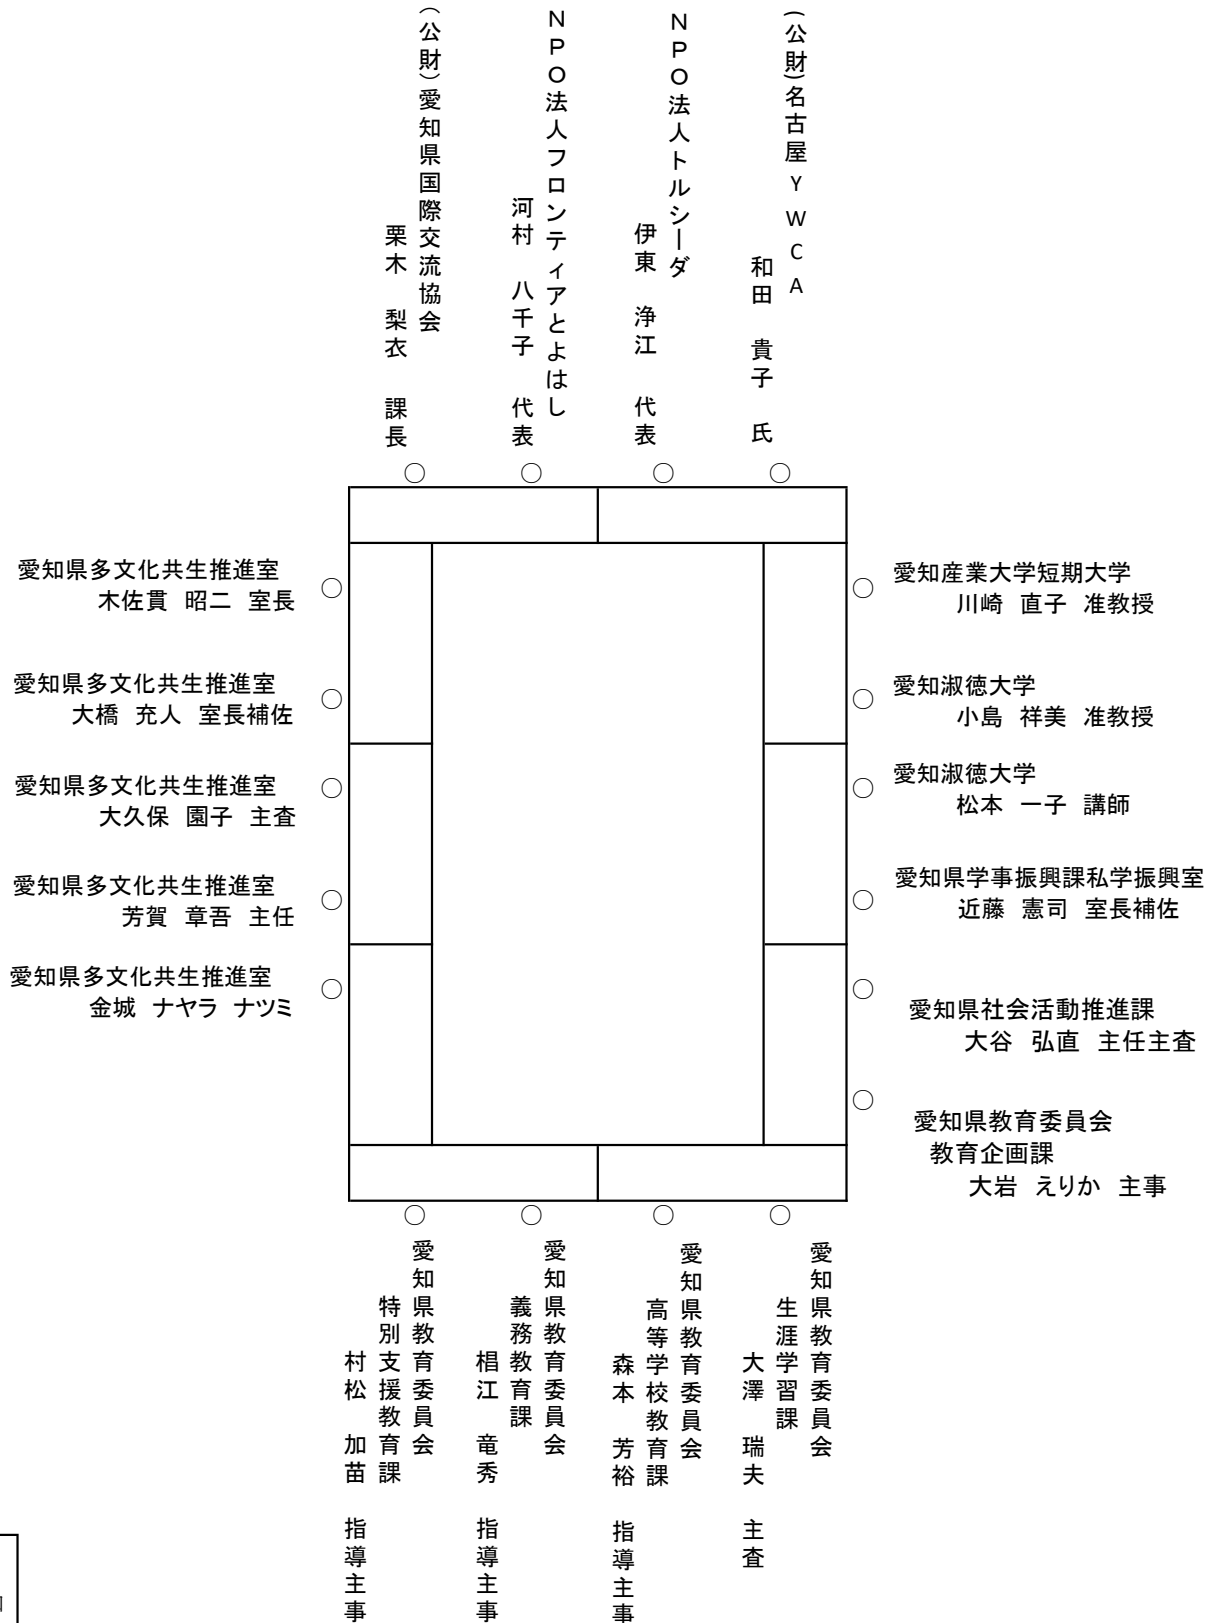 （公財）名古屋YWCA
和田　貴子　氏
NPO法人トルシーダ
伊東　浄江　代表
NPO法人フロンティアとよはし
河村　八千子　代表
（公財）愛知県国際交流協会
栗木　梨衣　課長
愛知県多文化共生推進室
木佐貫　昭二　室長
愛知県多文化共生推進室
大橋　充人　室長補佐
愛知県多文化共生推進室
大久保　園子　主査
愛知県多文化共生推進室
芳賀　章吾　主任
愛知県多文化共生推進室
金城　ナヤラ　ナツミ
愛知産業大学短期大学
川崎　直子　准教授
愛知淑徳大学
小島　祥美　准教授
愛知淑徳大学
松本　一子　講師
愛知県学事振興課私学振興室
近藤　憲司　室長補佐
愛知県社会活動推進課
大谷　弘直　主任主査
愛知県教育委員会
教育企画課
大岩　えりか　主事
愛知県教育委員会
生涯学習課
大澤　瑞夫　主査
愛知県教育委員会
高等学校教育課
森本　芳裕　指導主事
愛知県教育委員会
義務教育課
椙江　竜秀　指導主事
愛知県教育委員会
特別支援教育課
村松　加苗　指導主事